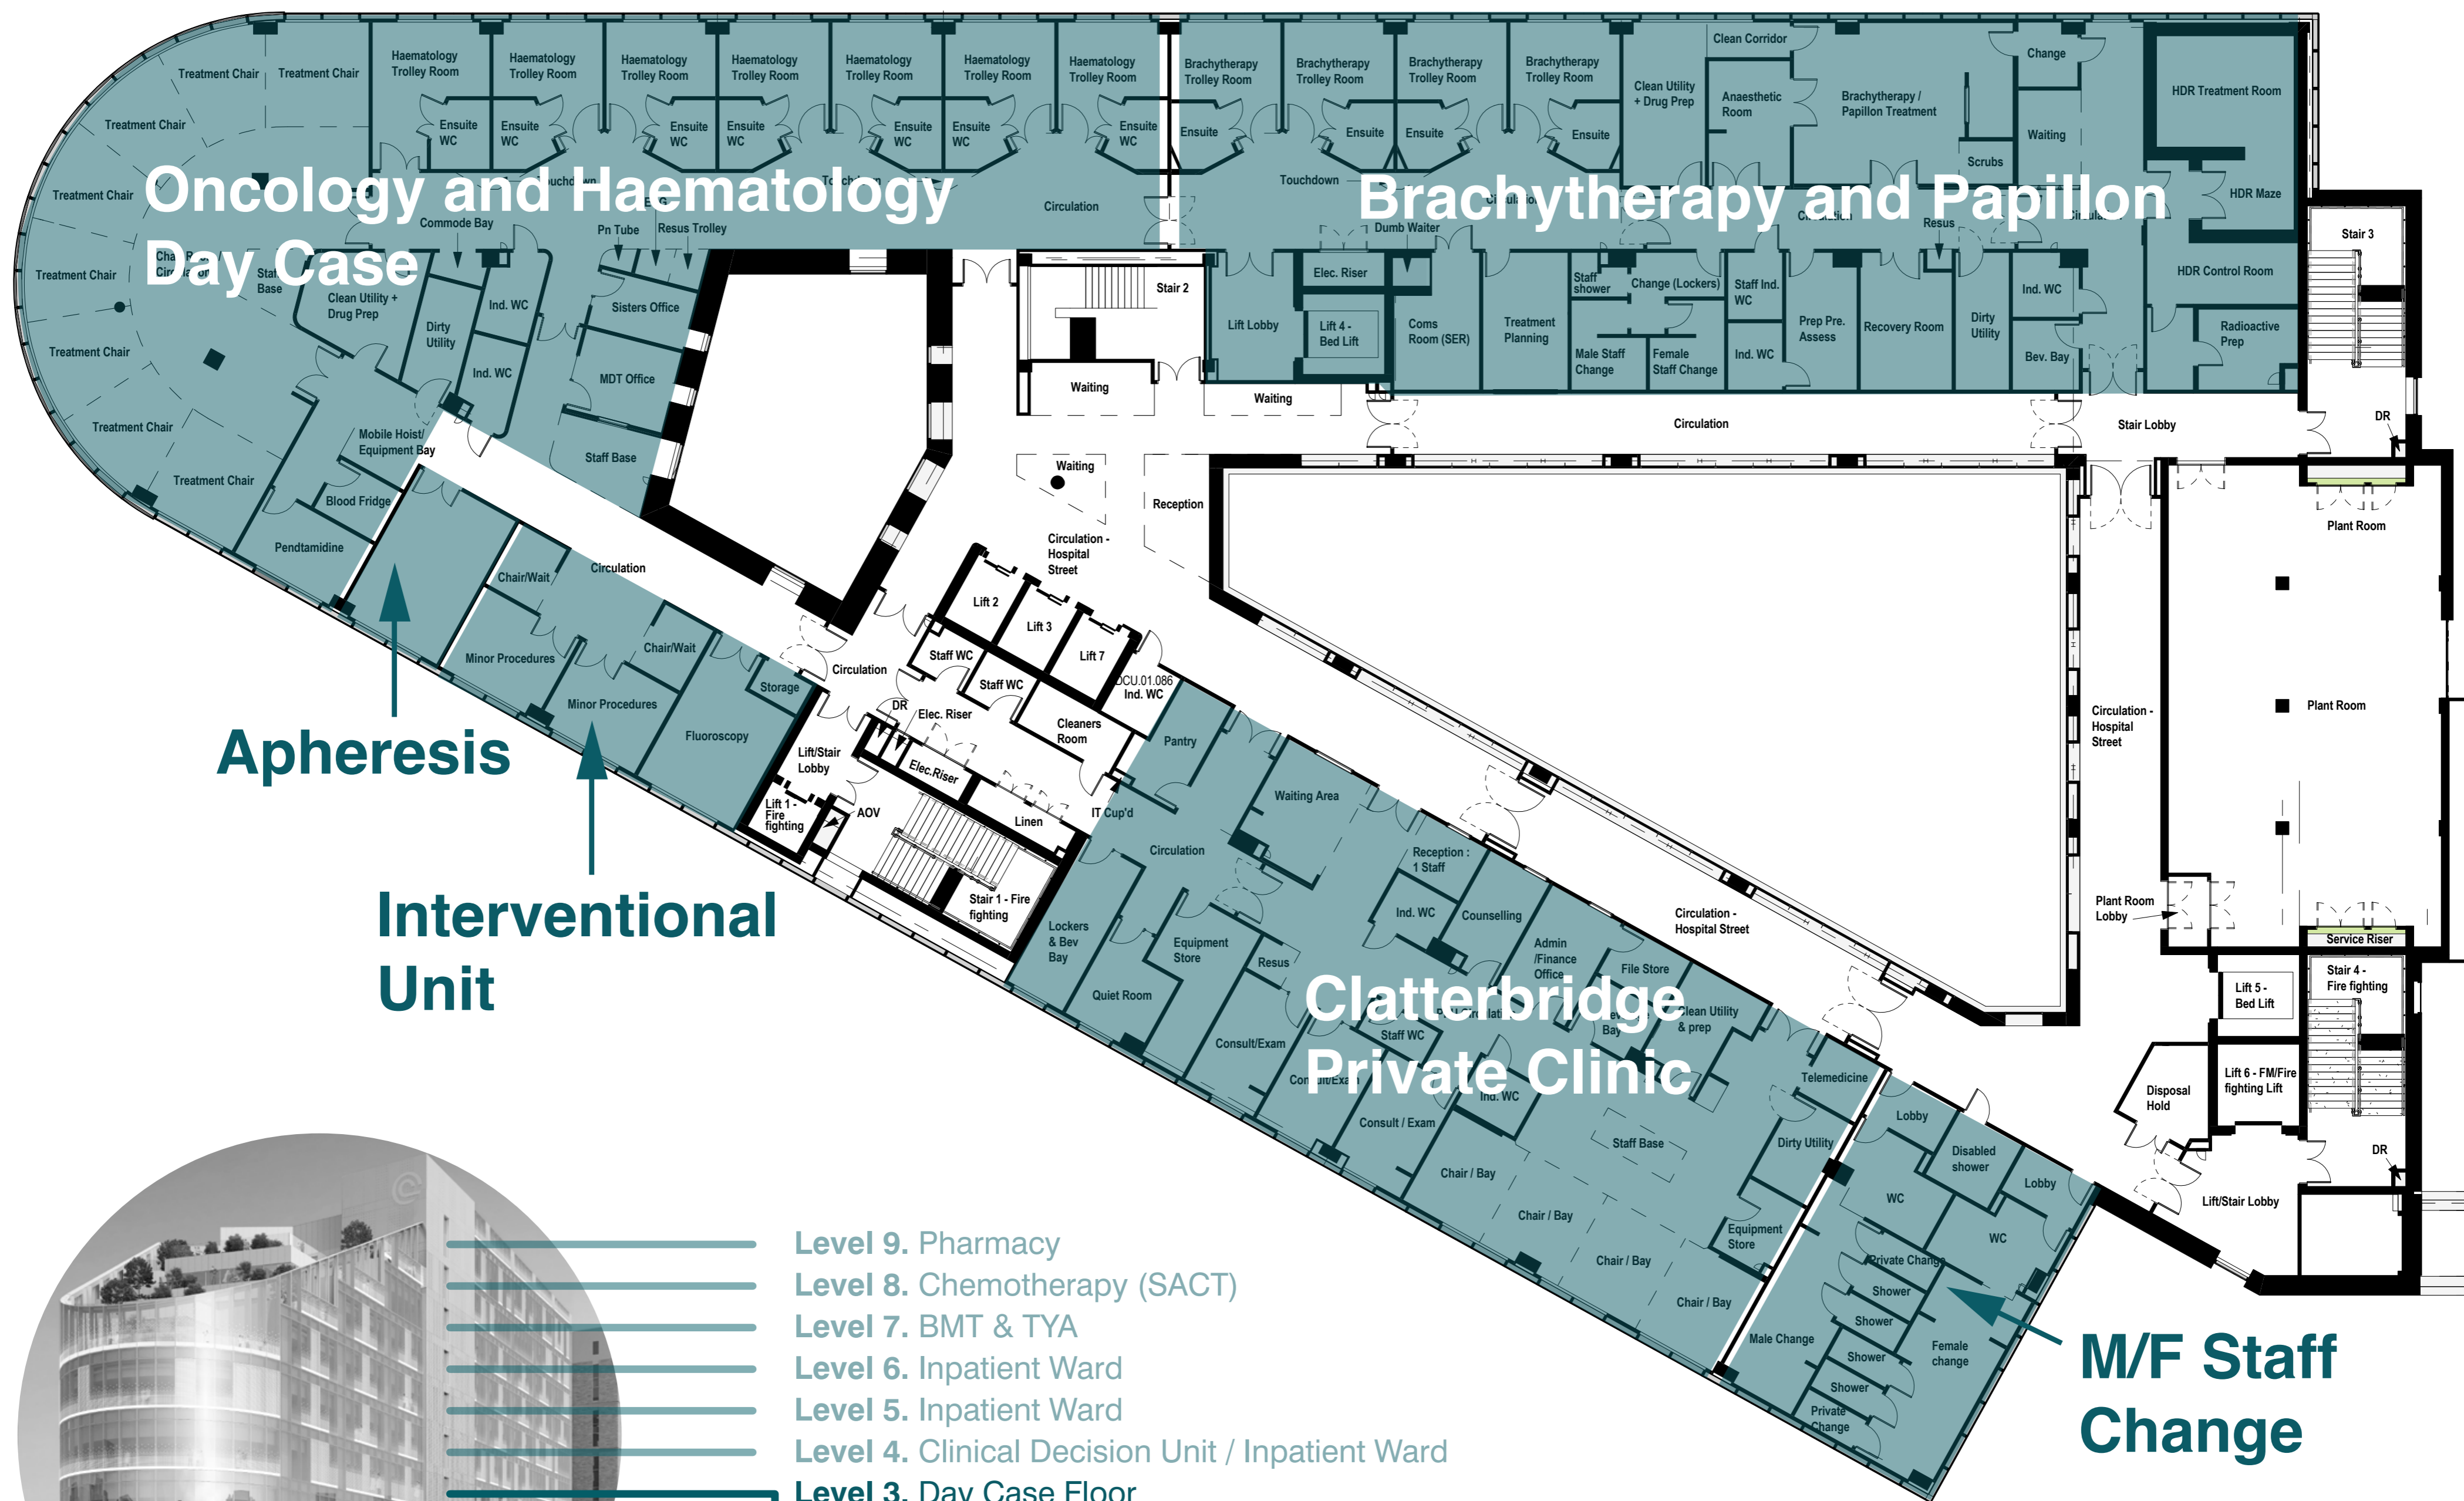 Treatment Chair
Treatment Chair
Treatment Chair
Treatment Chair
Treatment Chair
Treatment Chair
Treatment Chair
Treatment Chair
Haematology
Trolley Room
Haematology
Trolley Room
Haematology
Trolley Room
Haematology
Trolley Room
Haematology
Trolley Room
Haematology
Trolley Room
Haematology
Trolley Room
Ensuite
WC
Ensuite
WC
Ensuite
WC
Ensuite
WC
Ensuite
WC
Ensuite
WC
Ensuite
WC
Oncology and Haematology
Day Case
Touchdown
Touchdown
Commode Bay
Pn Tube
Resus Trolley
Staff
Base
Clean Utility +
Drug Prep
Dirty
Utility
Ind. WC
Ind. WC
Sisters Office
MDT Office
Staff Base
Mobile Hoist/
Equipment Bay
Blood Fridge
Pendtamidine
Circulation
Brachytherapy
Trolley Room
Brachytherapy
Trolley Room
Brachytherapy
Trolley Room
Brachytherapy
Trolley Room
Ensuite
Ensuite
Ensuite
Ensuite
Touchdown
Clean Utility
+ Drug Prep
Clean Corridor
Anaesthetic
Room
Brachytherapy /
Papillon Treatment
Scrubs
Change
Waiting
HDR Treatment Room
HDR Maze
HDR Control Room
Radioactive
Prep
Brachytherapy and Papillon
Circulation
Circulation
Circulation
Dumb Waiter
Resus
Lift Lobby
Elec. Riser
Lift 4 -
Bed Lift
Coms
Room (SER)
Treatment
Planning
Staff
shower
Change (Lockers)
Male Staff
Change
Female
Staff Change
Staff Ind.
WC
Ind. WC
Prep Pre.
Assess
Recovery Room
Dirty
Utility
Ind. WC
Bev. Bay
Stair 2
Waiting
Waiting
Waiting
Reception
Circulation
Stair Lobby
Stair 3
DR
Circulation -
Hospital
Street
Lift 2
Lift 3
Lift 7
Staff WC
Staff WC
DCU.01.086
Ind. WC
Cleaners
Room
Circulation
DR
Elec. Riser
Elec.Riser
Lift/Stair
Lobby
Lift 1 -
Fire
fighting
AOV
Linen
IT Cup'd
Stair 1 - Fire
fighting
Circulation
Chair/Wait
Minor Procedures
Chair/Wait
Minor Procedures
Storage
Fluoroscopy
Apheresis
Interventional
Unit
Pantry
Waiting Area
Circulation
Reception :
1 Staff
Ind. WC
Counselling
Admin
/Finance
Office
File Store
Clean Utility
& prep
Lockers
& Bev
Bay
Equipment
Store
Quiet Room
Resus
Consult/Exam
Consult/Exam
Consult / Exam
Staff WC
Ind. WC
Bay
Clatterbridge
Private Clinic
Telemedicine
Staff Base
Dirty Utility
Equipment
Store
Chair / Bay
Chair / Bay
Chair / Bay
Chair / Bay
Circulation -
Hospital Street
Lobby
Disabled
shower
Lobby
WC
WC
Private Change
Shower
Shower
Shower
Shower
Male Change
Female
change
Private
Change
M/F Staff
Change
Circulation -
Hospital
Street
Plant Room
Plant Room
Plant Room
Lobby
Service Riser
Stair 4 -
Fire fighting
Lift 5 -
Bed Lift
Lift 6 - FM/Fire
fighting Lift
Disposal
Hold
DR
Lift/Stair Lobby
Level 9. Pharmacy
Level 8. Chemotherapy (SACT)
Level 7. BMT & TYA
Level 6. Inpatient Ward
Level 5. Inpatient Ward
Level 4. Clinical Decision Unit / Inpatient Ward
Level 3. Day Case Floor